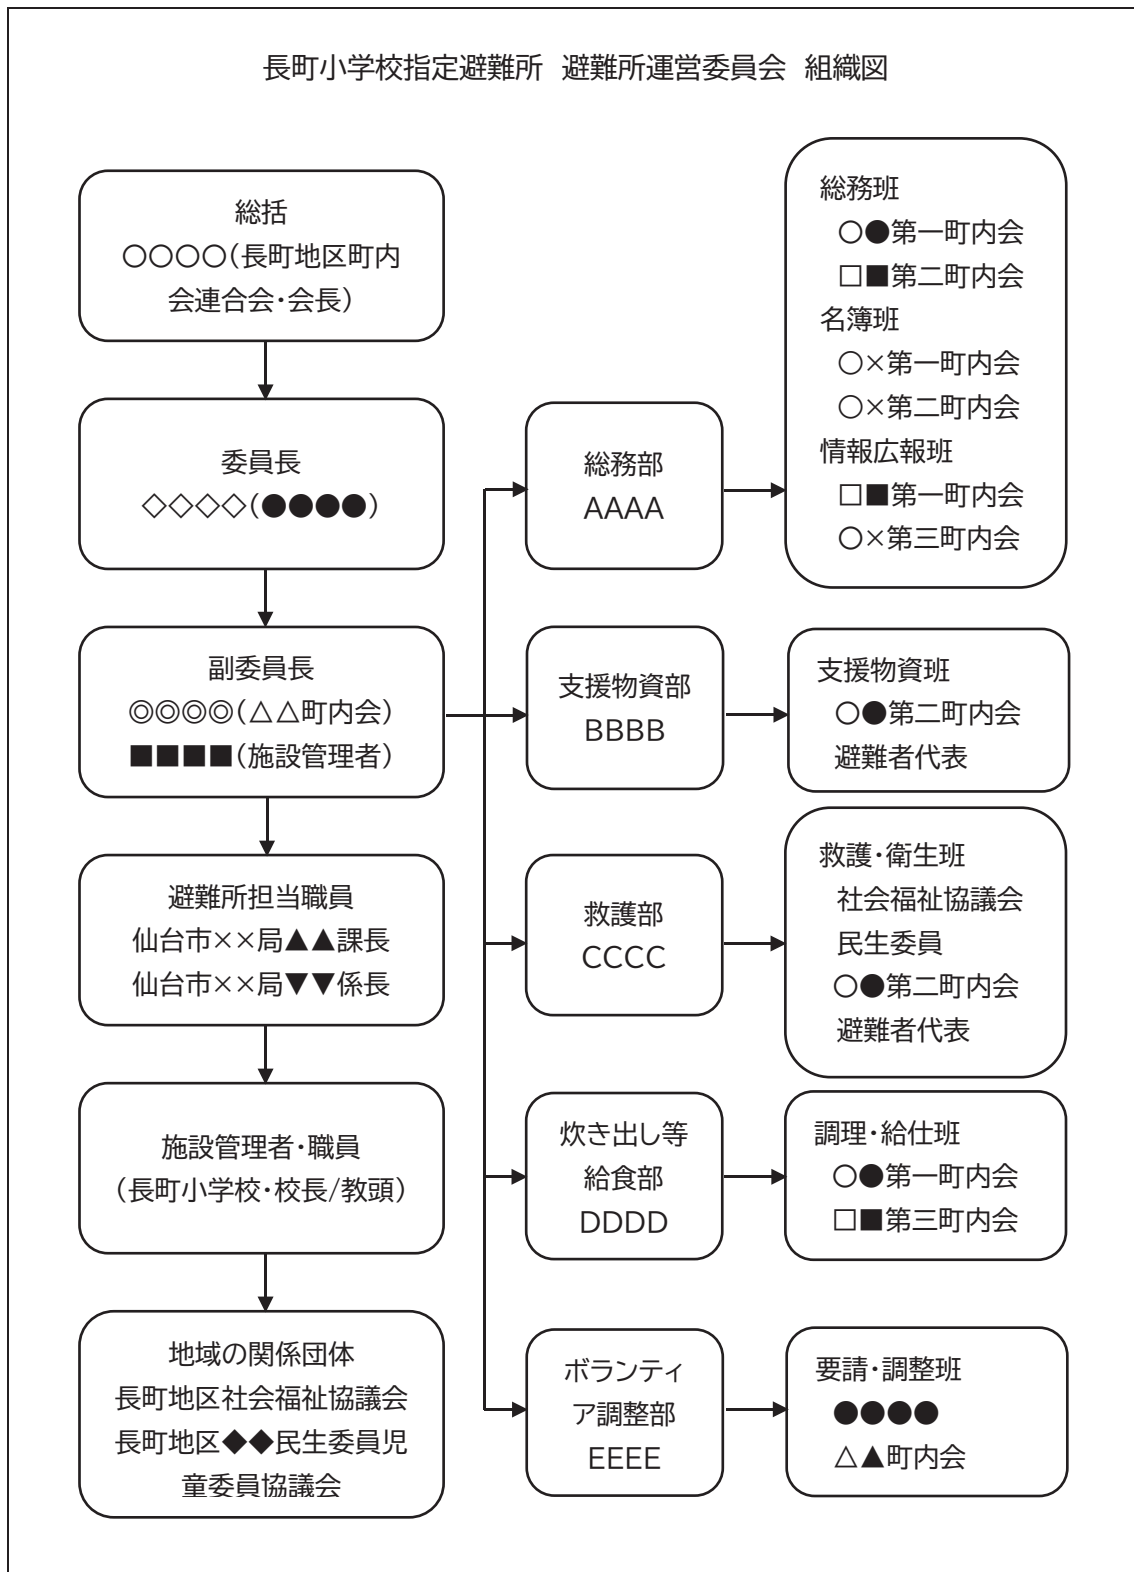 長町小学校指定避難所 避難所運営委員会 組織図
総括
〇〇〇〇(長町地区町内
会連合会・会長)
委員長
◇◇◇◇(●●●●)
副委員長
◎◎◎◎(△△町内会)
■■■■(施設管理者)
避難所担当職員
仙台市××局▲▲課長
仙台市××局▼▼係長
施設管理者・職員
(長町小学校・校長/教頭)
地域の関係団体
長町地区社会福祉協議会
長町地区◆◆民生委員児
童委員協議会
総務部
AAAA
支援物資部
BBBB
救護部
CCCC
炊き出し等
給食部
DDDD
ボランティ
ア調整部
EEEE
総務班
〇●第一町内会
□■第二町内会
名簿班
〇×第一町内会
〇×第二町内会
情報広報班
□■第一町内会
〇×第三町内会
支援物資班
〇●第二町内会
避難者代表
救護・衛生班
社会福祉協議会
民生委員
〇●第二町内会
避難者代表
調理・給仕班
〇●第一町内会
□■第三町内会
要請・調整班
●●●●
△▲町内会